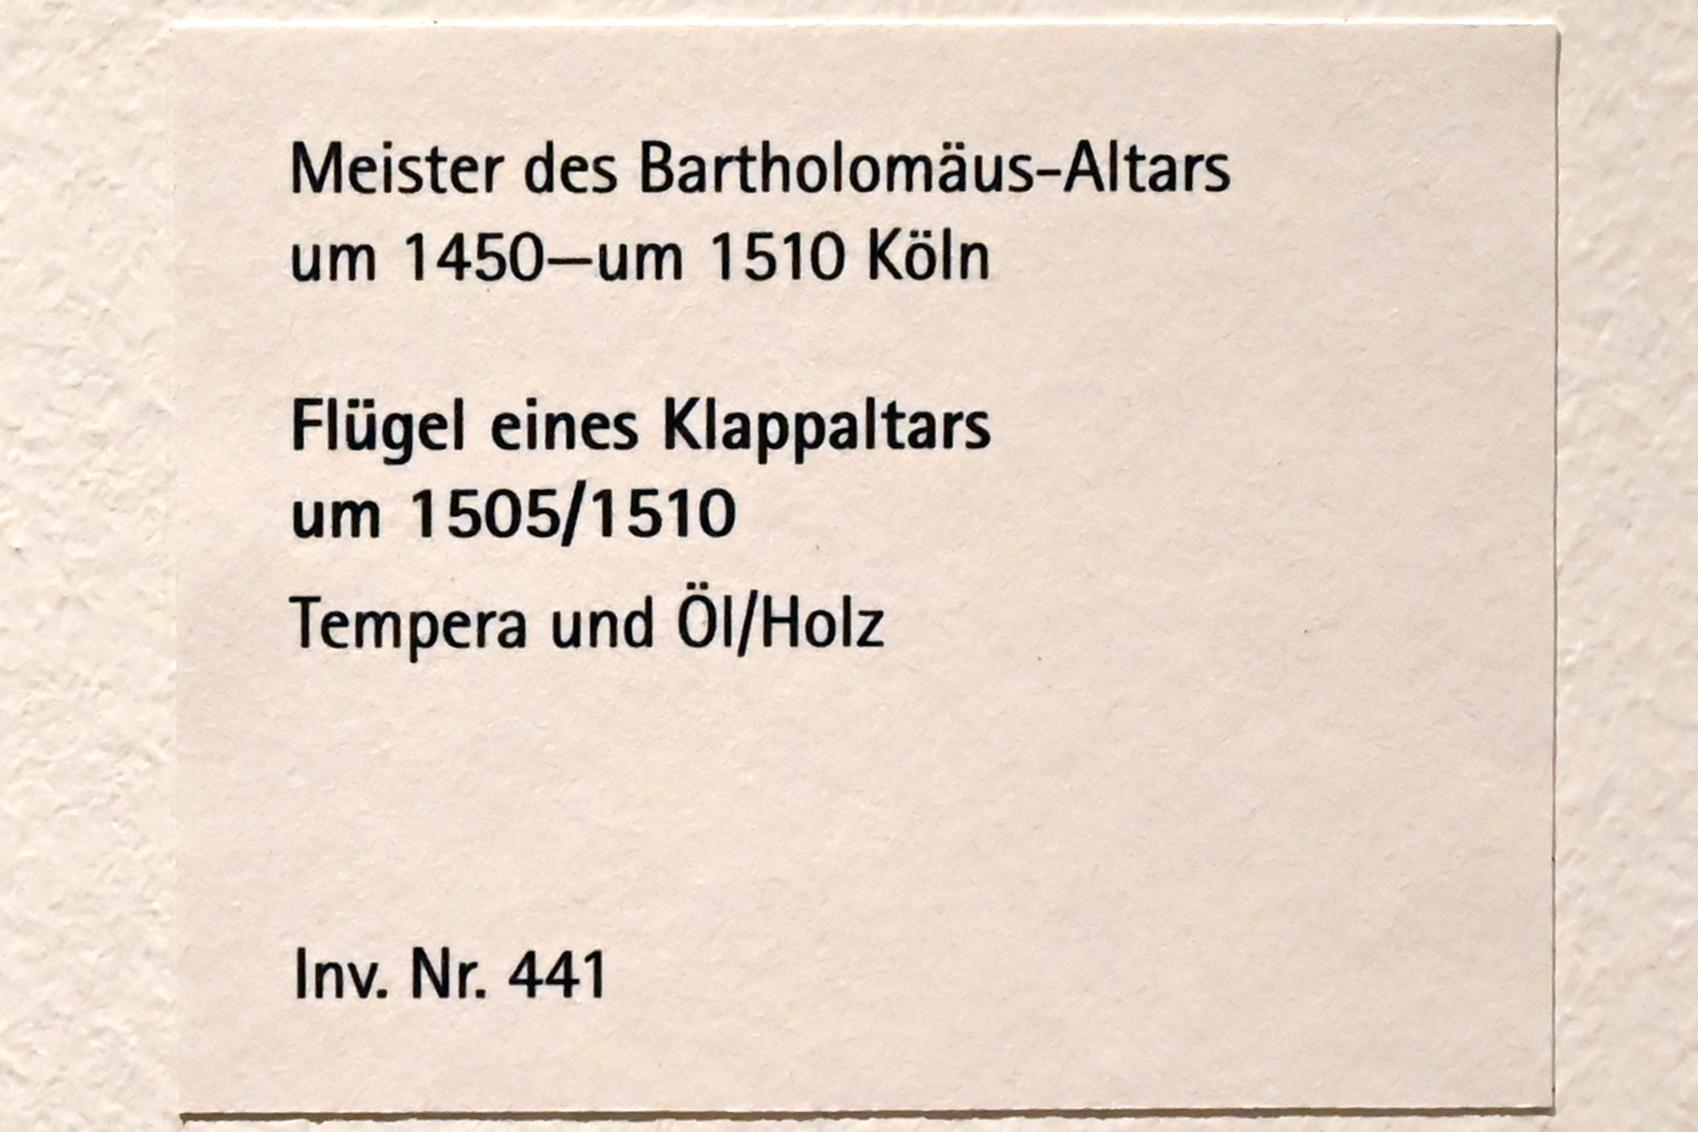 Meister des Bartholomäus-Altars
um 1450—um 1510 Köln
Flügel eines Klappaltars
um 1505/1510
Tempera und Öl/Holz
Inv. Nr. 441